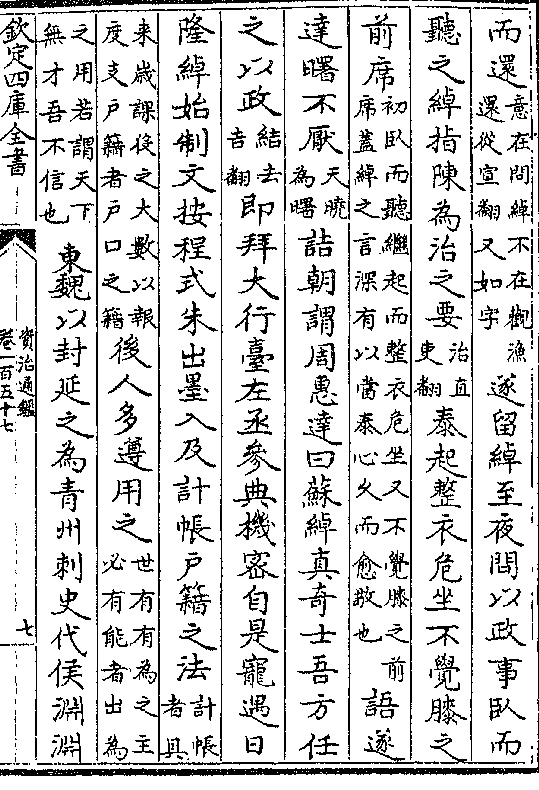 而還意在問綽不在觀漁還從宣翻又如字遂留綽至夜問以政事臥而
聽之綽指陳為治之要治直吏翻泰起整衣危坐不覺膝之
前初臥而聽繼起而整衣危坐又不覺膝之前席蓋綽之言深有以當泰心久而愈敬也語遂
達曙不厭天曉為曙詰朝謂周惠達曰蘇綽真奇士吾方任
之以政結去吉翻即拜大行臺左丞參典機密自是寵遇日
隆綽始制文按程式朱出墨入及計帳戶籍之法計帳者具
來歲課役之大數以報度支戶籍者戶口之籍後人多遵用之世有有為之主必有能者出為
之用若謂天下無才吾不信也東魏以封延之為青州刺史代侯淵淵
欽定四庫全書
資治通鑑
卷一百五十七
七